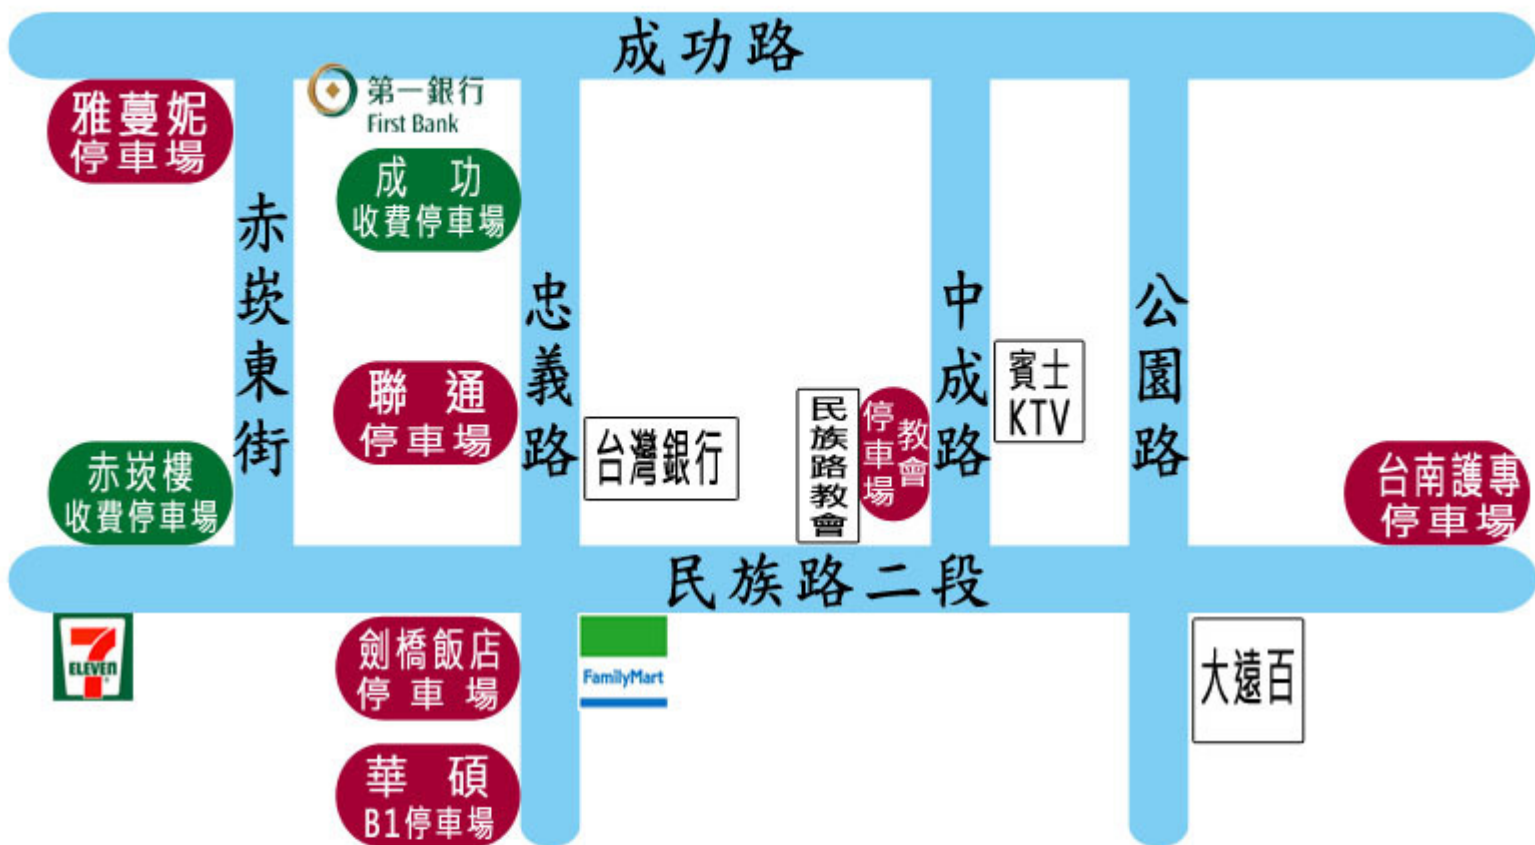 成功路
雅蔓妮
停車場
第一銀行
First Bank
成功
收費停車場
赤崁東街
忠義路
中成路
公園路
聯通
停車場
賓士
KTV
台灣銀行
民族路教會
教會
停車場
赤崁樓
收費停車場
台南護專
停車場
民族路二段
7
ELEVEN
劍橋飯店
停車場
FamilyMart
大遠百
華碩
B1停車場